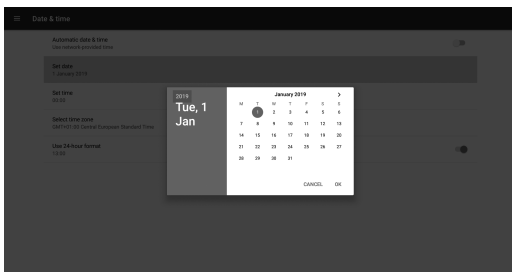 Date & time
Automatic date & time
Use network-provided time
Set date
1 January 2019
Set time
00:00
Select time zone
GMT+01:00 Central European Standard Time
Use 24-hour format
13:00
2019
Tue, 1
Jan
January 2019
M T W T F S S
1 2 3 4 5 6
7 8 9 10 11 12 13
14 15 16 17 18 19 20
21 22 23 24 25 26 27
28 29 30 31
CANCEL OK